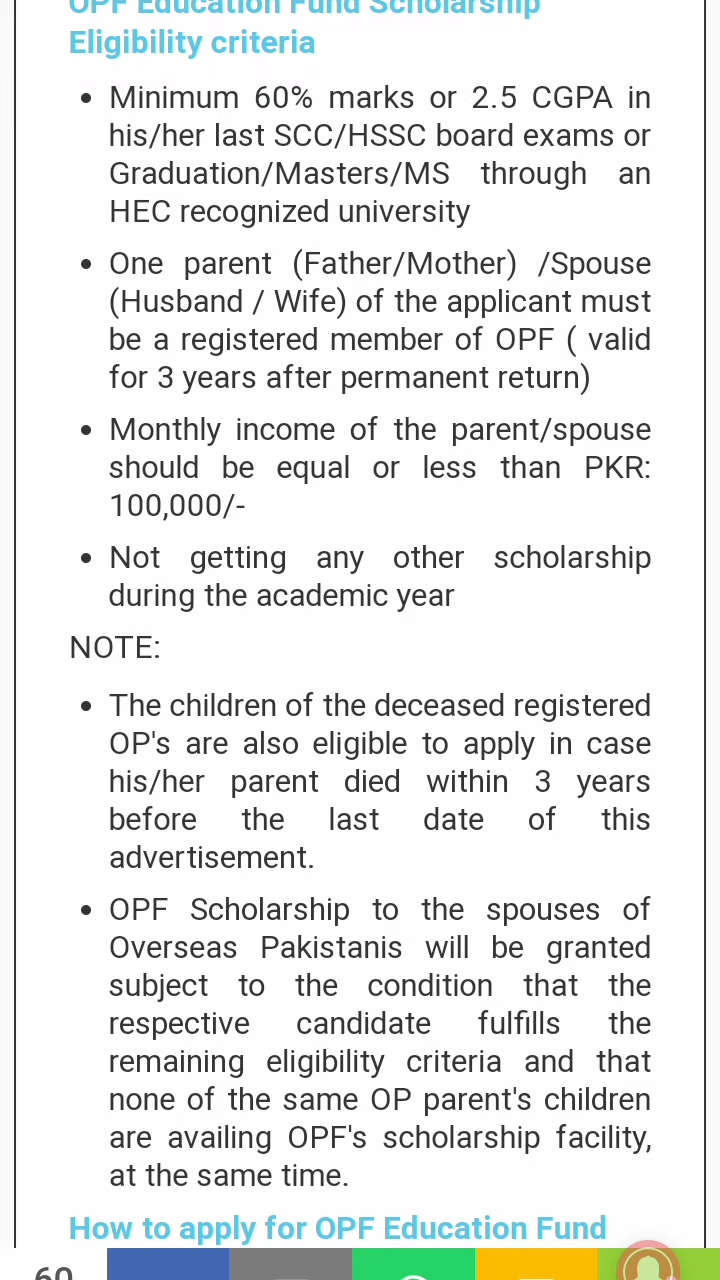 OPF Education Fund Scholarship
Eligibility criteria
• Minimum 60% marks or 2.5 CGPA in
his/her last SCC/HSSC board exams or
Graduation/Masters/MS through an
HEC recognized university
• One parent (Father/Mother) /Spouse
(Husband / Wife) of the applicant must
be a registered member of OPF ( valid
for 3 years after permanent return)
• Monthly income of the parent/spouse
should be equal or less than PKR:
100,000/-
• Not getting any other scholarship
during the academic year
NOTE:
• The children of the deceased registered
OP's are also eligible to apply in case
his/her parent died within 3 years
before the last date of this
advertisement.
• OPF Scholarship to the spouses of
Overseas Pakistanis will be granted
subject to the condition that the
respective candidate fulfills the
remaining eligibility criteria and that
none of the same OP parent's children
are availing OPF's scholarship facility,
at the same time.
How to apply for OPF Education Fund
60